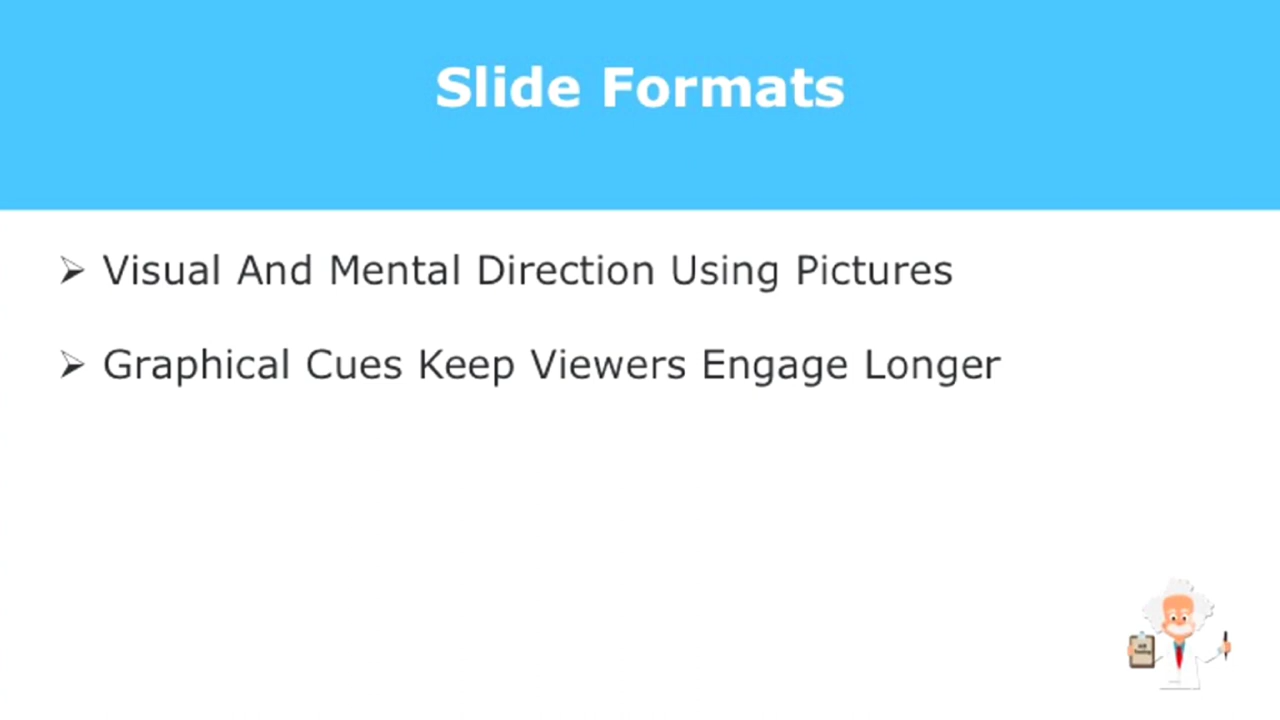 Slide Formats
Visual And Mental Direction Using Pictures
Graphical Cues Keep Viewers Engage Longer